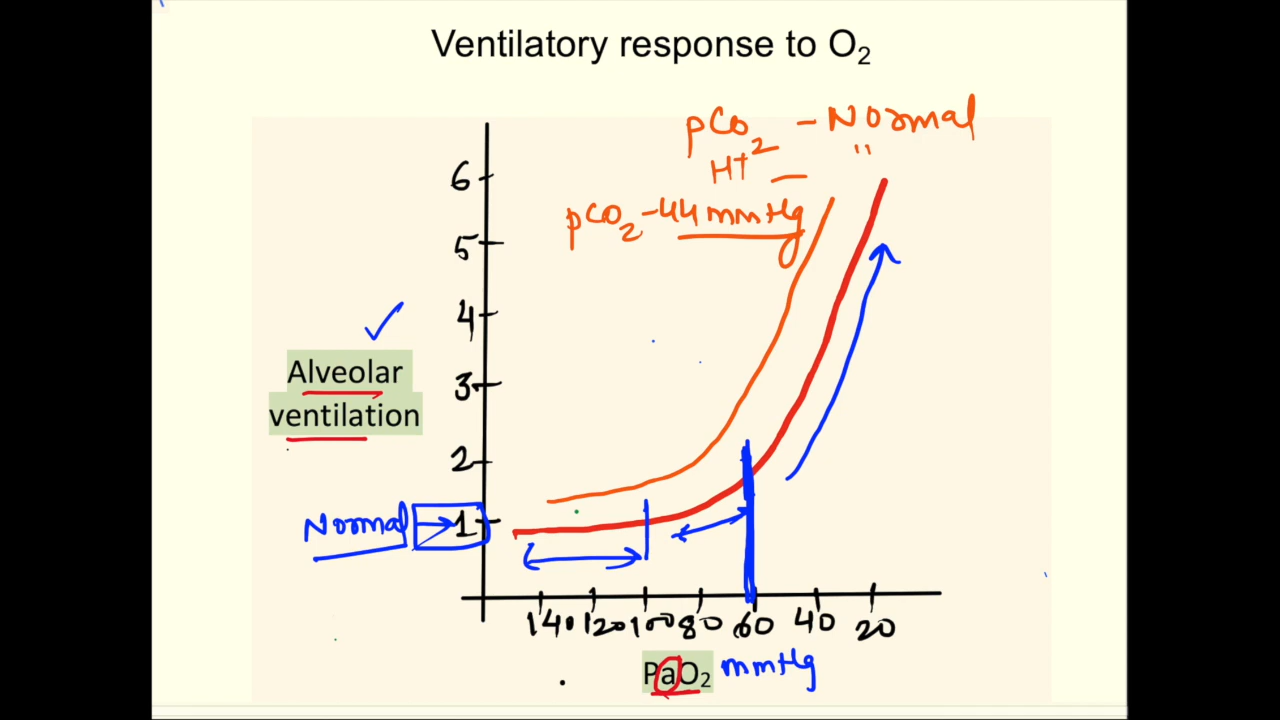 Ventilatory response to O₂
pCO₂ - Normal
H+ - "
pCO₂ - 44 mmHg
6
5
4
3
2
1
Alveolar
ventilation
Normal →
140 120 100 80 60 40 20
PaO₂ mmHg